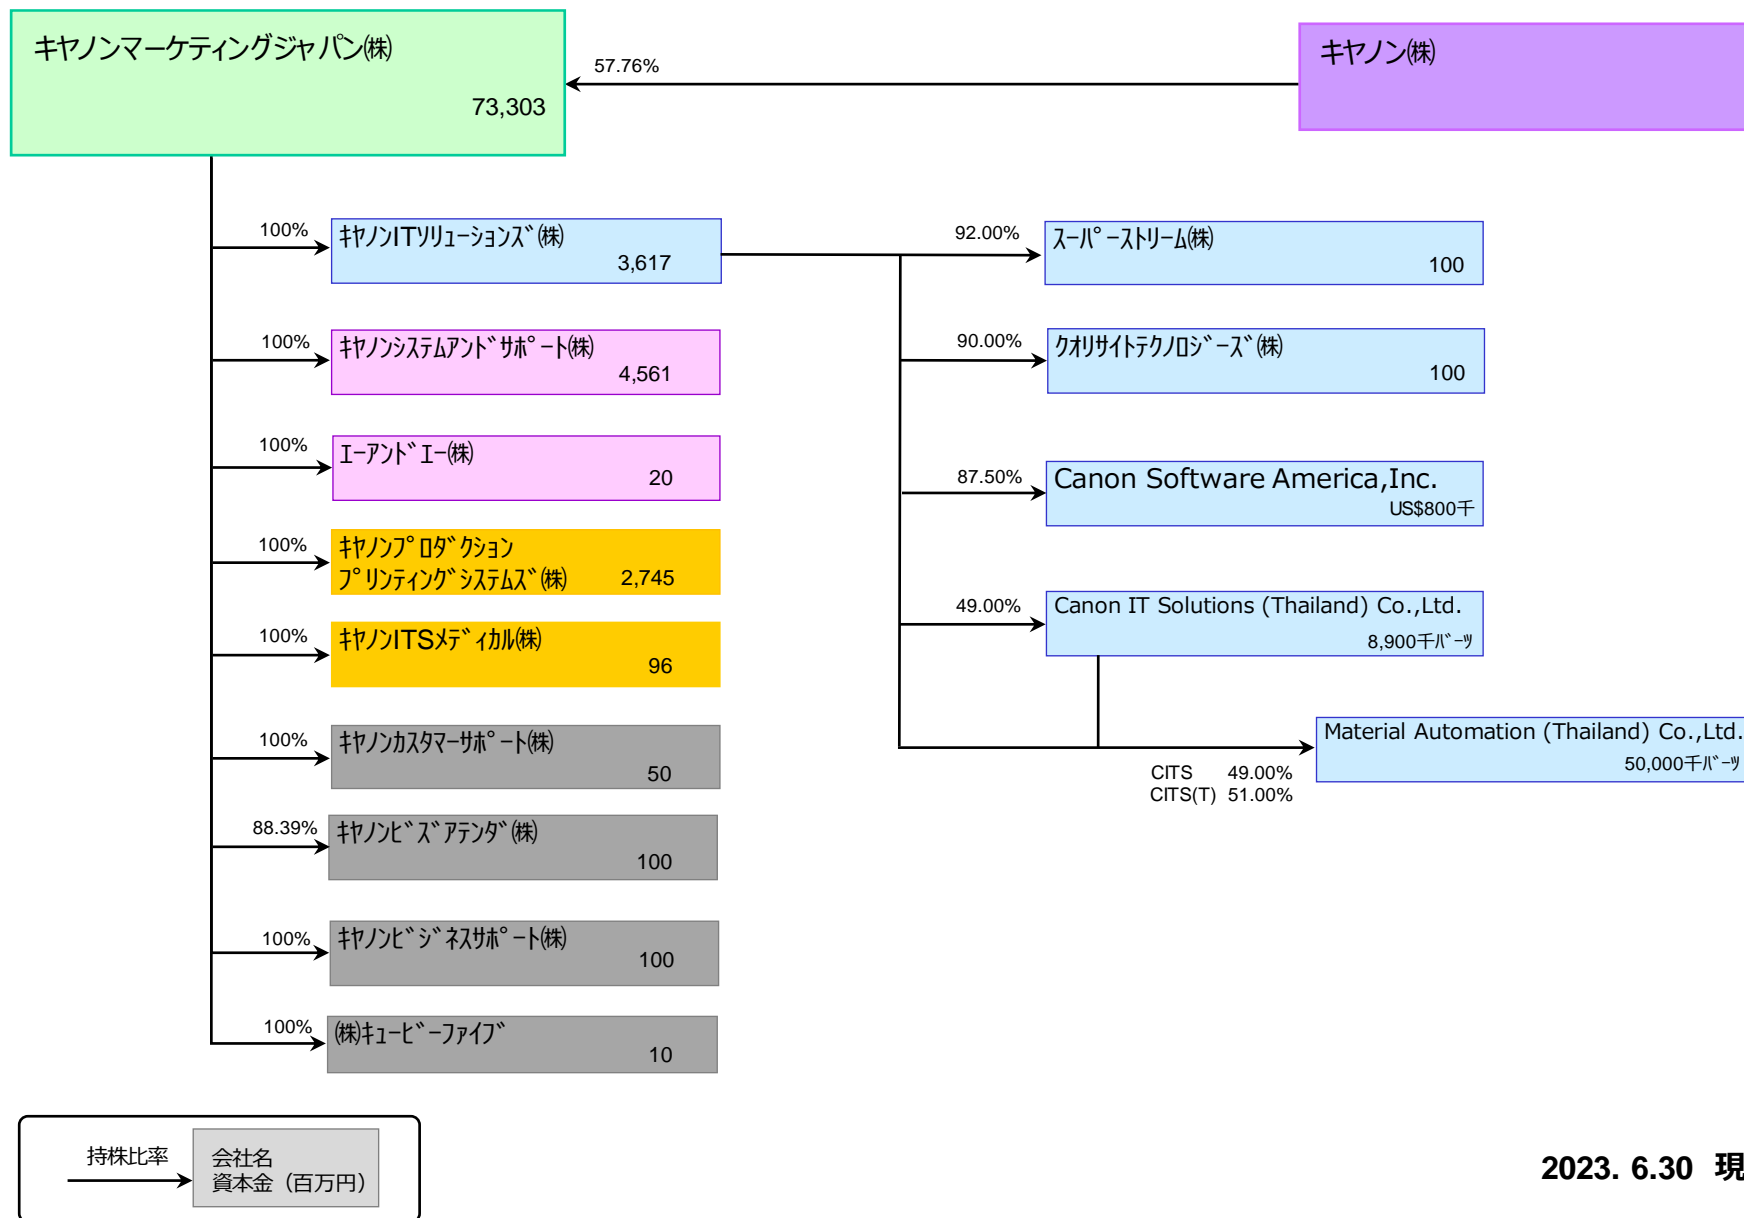 キヤノンマーケティングジャパン㈱
73,303
57.76%
キヤノン㈱
100%
キヤノンITソリューションズ㈱
3,617
92.00%
スーパーストリーム㈱
100
100%
キヤノンシステムアンドサポート㈱
4,561
90.00%
クオリサイトテクノロジーズ㈱
100
100%
エーアンドエー㈱
20
87.50%
Canon Software America,Inc.
US$800千
100%
キヤノンプロダクション
プリンティングシステムズ㈱ 2,745
49.00%
Canon IT Solutions (Thailand) Co.,Ltd.
8,900千バーツ
100%
キヤノンITSメディカル㈱
96
Material Automation (Thailand) Co.,Ltd.
50,000千バーツ
CITS 49.00%
CITS(T) 51.00%
100%
キヤノンカスタマーサポート㈱
50
88.39%
キヤノンビズアテンダ㈱
100
100%
キヤノンビジネスサポート㈱
100
100%
㈱キュービーファイブ
10
持株比率
会社名
資本金（百万円）
2023. 6.30 現